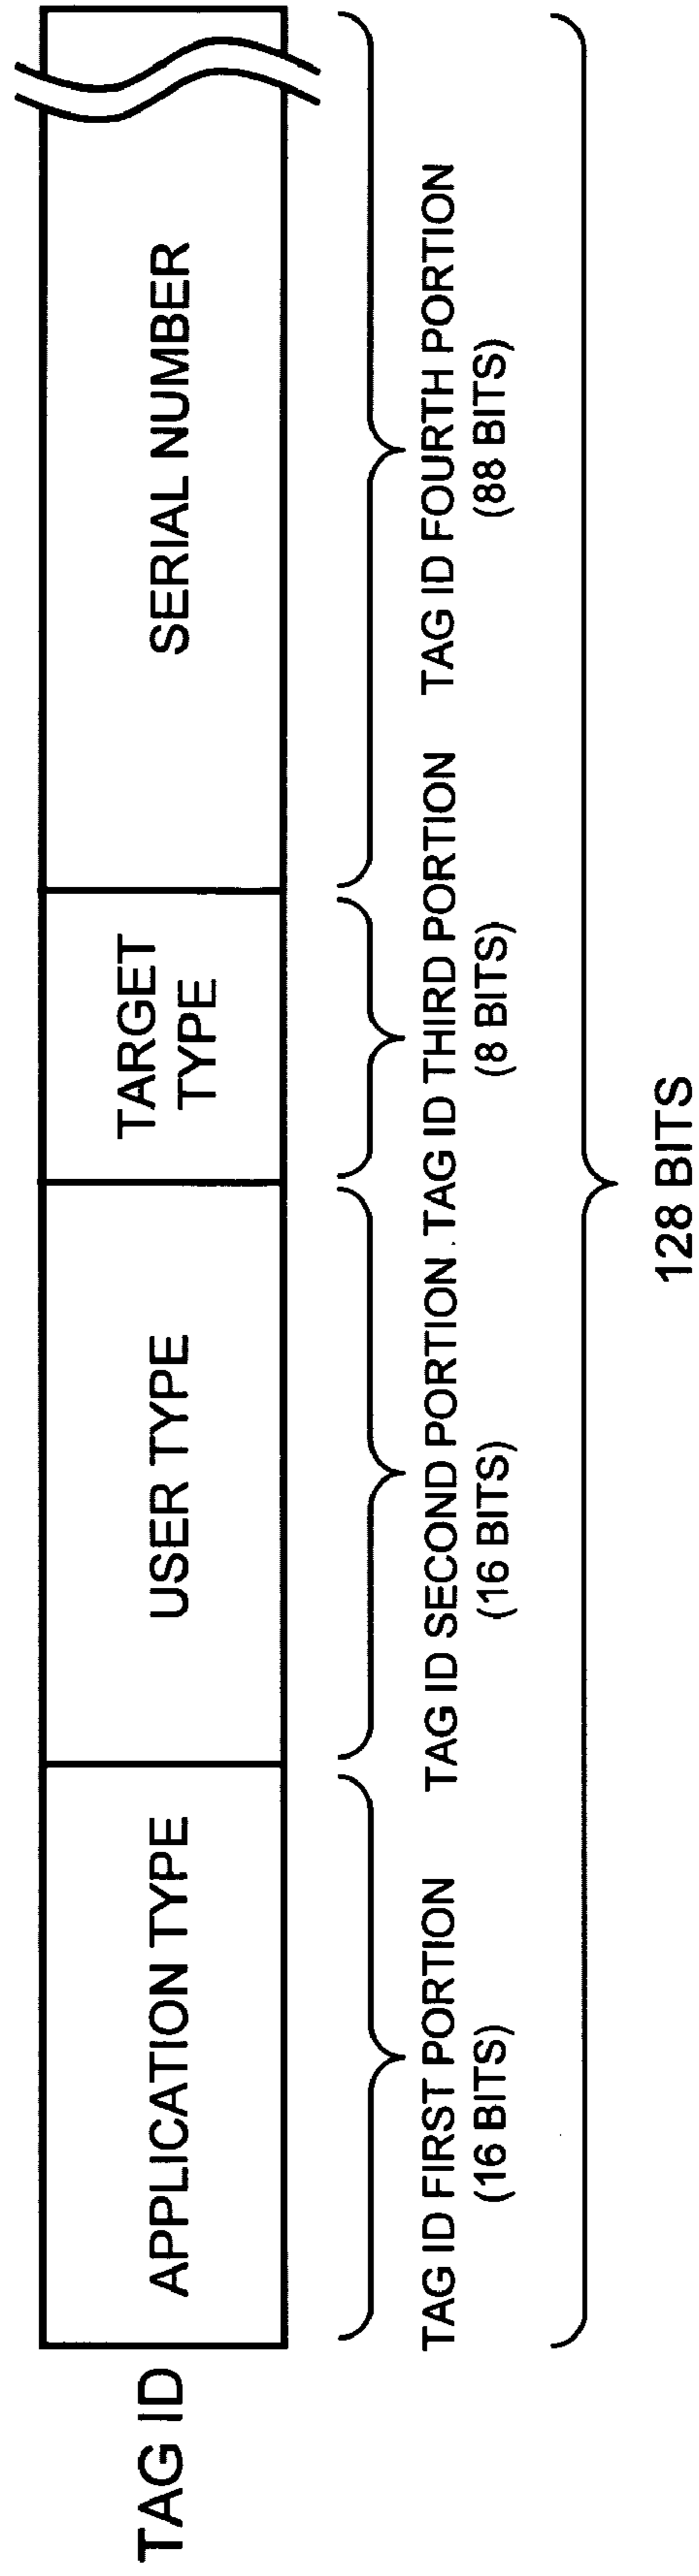 TAG ID
APPLICATION TYPE
USER TYPE
TARGET
TYPE
SERIAL NUMBER
TAG ID FIRST PORTION
(16 BITS)
TAG ID SECOND PORTION
(16 BITS)
TAG ID THIRD PORTION
(8 BITS)
TAG ID FOURTH PORTION
(88 BITS)
128 BITS